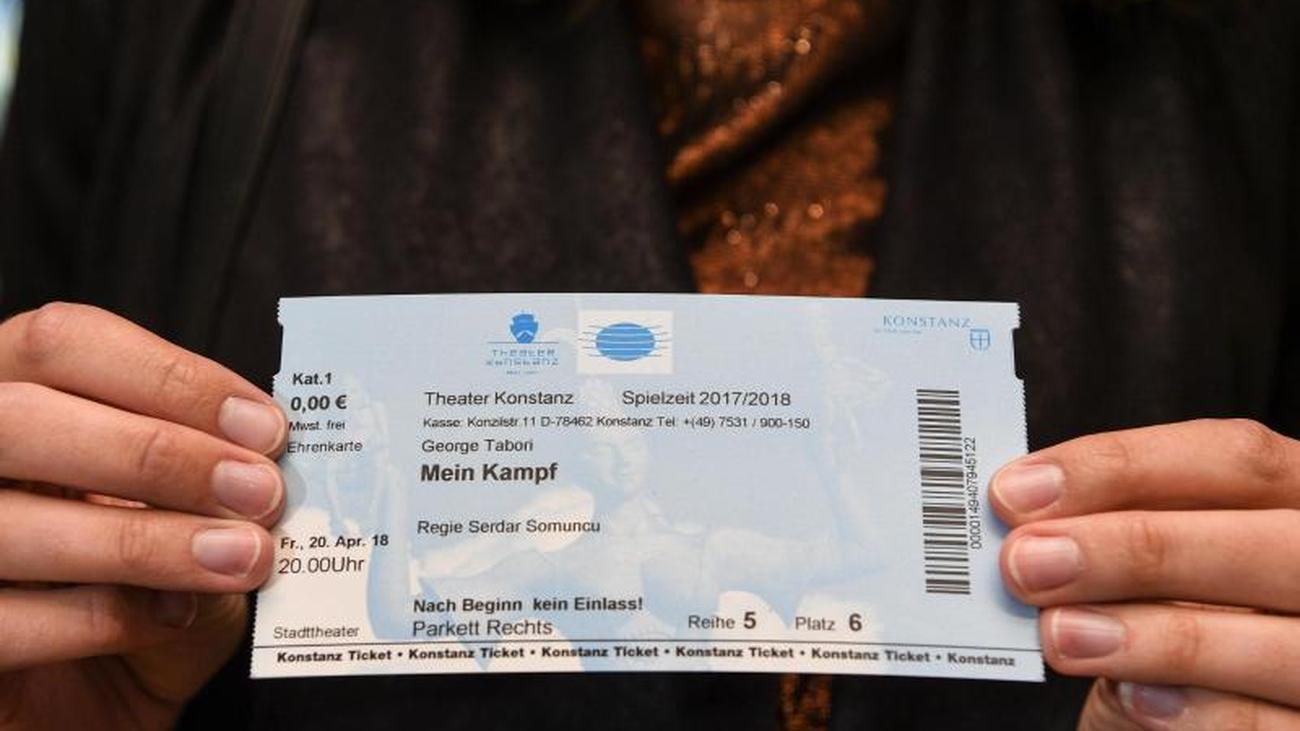 THEATER
KONSTANZ
KONSTANZ
Kat.1
0,00 €
Mwst. frei
Ehrenkarte
Theater Konstanz Spielzeit 2017/2018
Kasse: Konzilstr.11 D-78462 Konstanz Tel: +(49) 7531 / 900-150
George Tabori
Mein Kampf
Regie Serdar Somuncu
Fr., 20. Apr. 18
20.00Uhr
0000149407945122
Nach Beginn kein Einlass!
Stadttheater Parkett Rechts Reihe 5 Platz 6
Konstanz Ticket • Konstanz Ticket • Konstanz Ticket • Konstanz Ticket • Konstanz Ticket • Konstanz